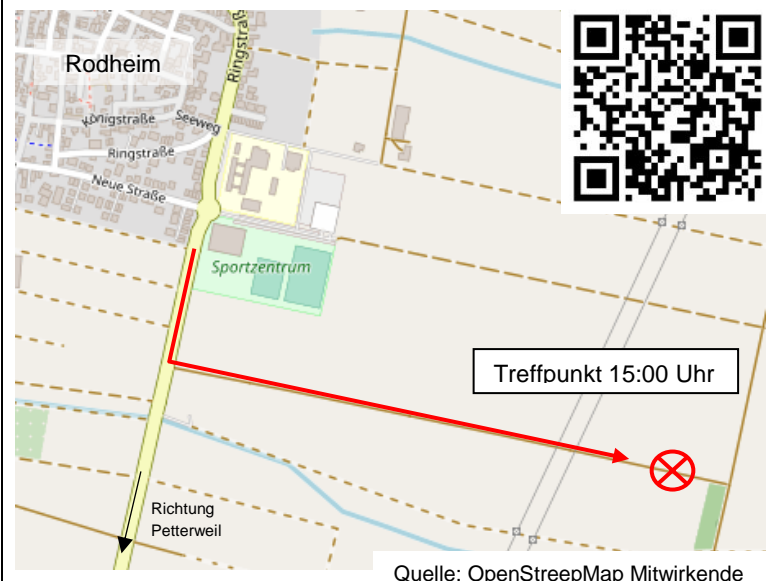 Rodheim
Ringstraße
Königstraße
Seeweg
Ringstraße
Neue Straße
Sportzentrum
Treffpunkt 15:00 Uhr
Richtung
Petterweil
Quelle: OpenStreepMap Mitwirkende